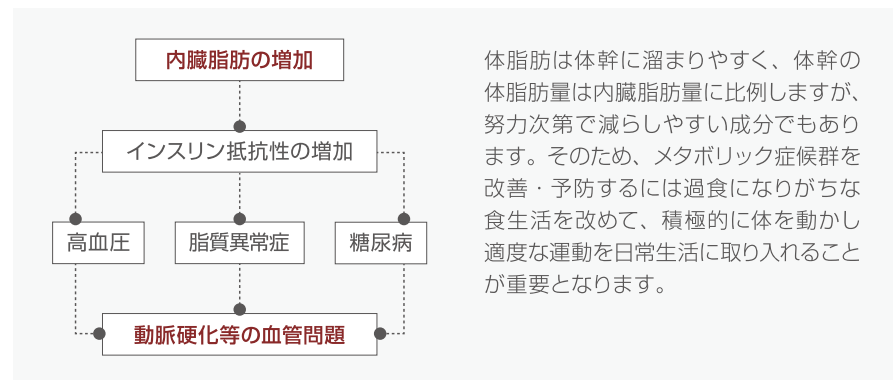 内臓脂肪の増加
インスリン抵抗性の増加
高血圧
脂質異常症
糖尿病
動脈硬化等の血管問題
体脂肪は体幹に溜まりやすく、体幹の
体脂肪量は内臓脂肪量に比例しますが、
努力次第で減らしやすい成分でもあり
ます。そのため、メタボリック症候群を
改善・予防するには過食になりがちな
食生活を改めて、積極的に体を動かし
適度な運動を日常生活に取り入れること
が重要となります。